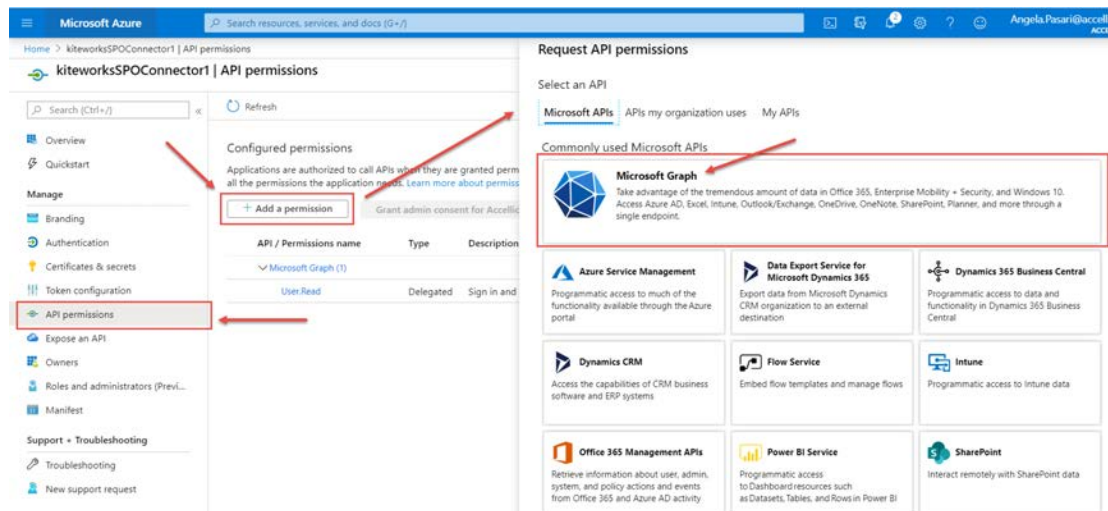 Microsoft Azure
Search resources, services, and docs (G+/)
2
Angela.Pasari@accell
ACCE
Home > kiteworksSPOConnector1 | API permissions
kiteworksSPOConnector1 | API permissions
Search (Ctrl+/)
«
Overview
Quickstart
Manage
Branding
Authentication
Certificates & secrets
Token configuration
API permissions
Expose an API
Owners
Roles and administrators (Previ...
Manifest
Support + Troubleshooting
Troubleshooting
New support request
Refresh
Configured permissions
Applications are authorized to call APIs when they are granted perm
all the permissions the application needs. Learn more about permiss
+ Add a permission
Grant admin consent for Accellio
API / Permissions name
Type
Description
Microsoft Graph (1)
User.Read
Delegated
Sign in and
Request API permissions
Select an API
Microsoft APIs
APIs my organization uses
My APIs
Commonly used Microsoft APIs
Microsoft Graph
Take advantage of the tremendous amount of data in Office 365, Enterprise Mobility + Security, and Windows 10.
Access Azure AD, Excel, Intune, Outlook/Exchange, OneDrive, OneNote, SharePoint, Planner, and more through a
single endpoint.
Azure Service Management
Programmatic access to much of the
functionality available through the Azure
portal
Data Export Service for
Microsoft Dynamics 365
Export data from Microsoft Dynamics
CRM organization to an external
destination
Dynamics 365 Business Central
Programmatic access to data and
functionality in Dynamics 365 Business
Central
Dynamics CRM
Access the capabilities of CRM business
software and ERP systems
Flow Service
Embed flow templates and manage flows
Intune
Programmatic access to Intune data
Office 365 Management APIs
Retrieve information about user, admin,
system, and policy actions and events
from Office 365 and Azure AD activity
Power BI Service
Programmatic access
to Dashboard resources such
as Datasets, Tables, and Rows in Power BI
SharePoint
Interact remotely with SharePoint data